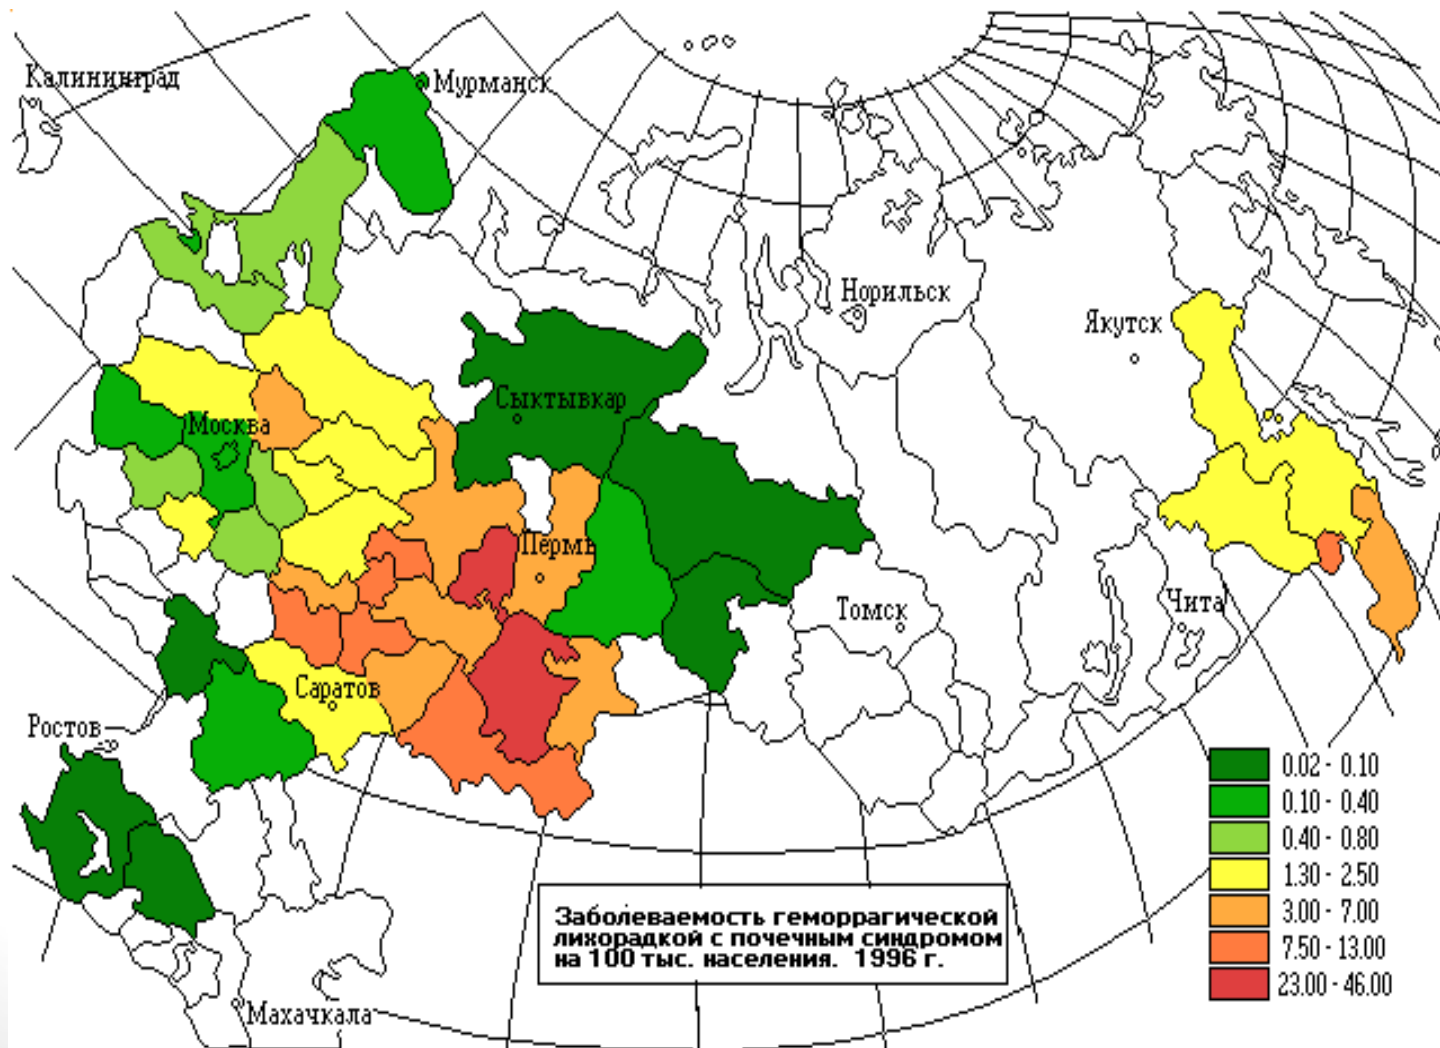 Калининград
Мурманск
Норильск
Якутск
Сыктывкар
Москва
Пермь
Томск
Чита
Саратов
Ростов
0.02 - 0.10
0.10 - 0.40
0.40 - 0.80
1.30 - 2.50
3.00 - 7.00
7.50 - 13.00
23.00 - 46.00
Заболеваемость геморрагической
лихорадкой с почечным синдромом
на 100 тыс. населения. 1996 г.
Махачкала